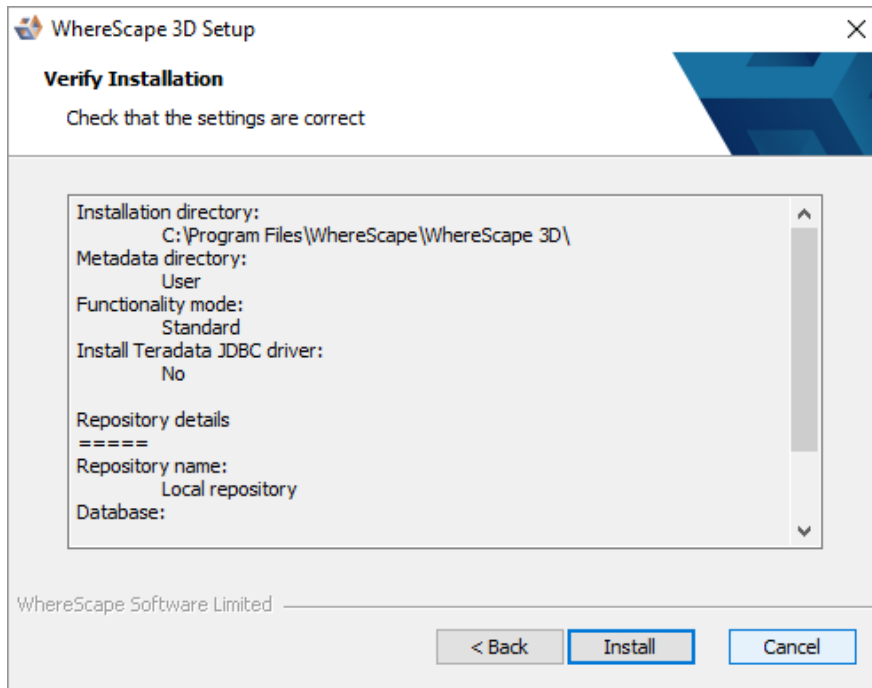 WhereScape 3D Setup
Verify Installation
Check that the settings are correct
Installation directory:
C:\Program Files\WhereScape\WhereScape 3D\
Metadata directory:
User
Functionality mode:
Standard
Install Teradata JDBC driver:
No
Repository details
=====
Repository name:
Local repository
Database:
WhereScape Software Limited
< Back
Install
Cancel